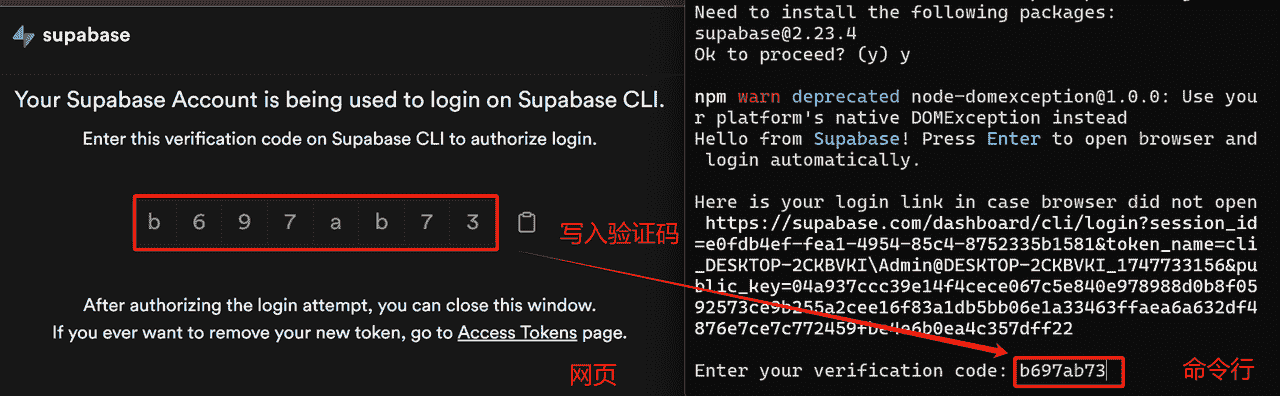 supabase
Your Supabase Account is being used to login on Supabase CLI.
Enter this verification code on Supabase CLI to authorize login.
b 6 9 7 a b 7 3
写入验证码
After authorizing the login attempt, you can close this window.
If you ever want to remove your new token, go to Access Tokens page.
网页
Need to install the following packages:
supabase@2.23.4
Ok to proceed? (y) y
npm warn deprecated node-domexception@1.0.0: Use you
r platform's native DOMException instead
Hello from Supabase! Press Enter to open browser and
login automatically.
Here is your login link in case browser did not open
https://supabase.com/dashboard/cli/login?session_id
=e0fdb4ef-fea1-4954-85c4-8752335b1581&token_name=cli
_DESKTOP-2CKBVKI\Admin@DESKTOP-2CKBVKI_1747733156&pu
blic_key=04a937ccc39e14f4cece067c5e840e978988d0b8f05
92573ce9b255a2cee16f83a1db5bb06e1a33463ffaea6a632df4
876e7ce7c772459fbe4e6b0ea4c357dff22
Enter your verification code: b697ab73
命令行